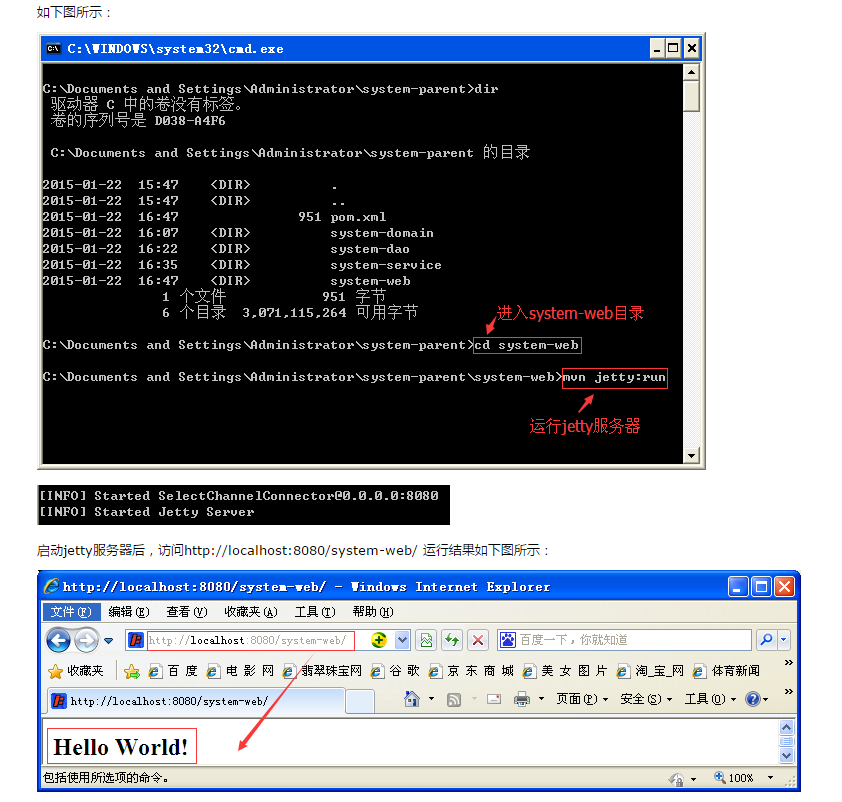 如下图所示：
C:\WINDOWS\system32\cmd.exe
C:\Documents and Settings\Administrator\system-parent>dir
驱动器 C 中的卷没有标签。
卷的序列号是 D038-A4F6
C:\Documents and Settings\Administrator\system-parent 的目录
2015-01-22 15:47 <DIR> .
2015-01-22 15:47 <DIR> ..
2015-01-22 16:47 951 pom.xml
2015-01-22 16:07 <DIR> system-domain
2015-01-22 16:22 <DIR> system-dao
2015-01-22 16:35 <DIR> system-service
2015-01-22 16:47 <DIR> system-web
1 个文件 951 字节
6 个目录 3,071,115,264 可用字节
进入system-web目录
C:\Documents and Settings\Administrator\system-parent>cd system-web
C:\Documents and Settings\Administrator\system-parent\system-web>mvn jetty:run
运行jetty服务器
[INFO] Started SelectChannelConnector@0.0.0.0:8080
[INFO] Started Jetty Server
启动jetty服务器后，访问http://localhost:8080/system-web/ 运行结果如下图所示：
http://localhost:8080/system-web/ - Windows Internet Explorer
文件(F) 编辑(E) 查看(V) 收藏夹(A) 工具(T) 帮助(H)
http://localhost:8080/system-web/ 百度一下，你就知道
收藏夹 百 度 电 影 网 翡翠珠宝网 谷 歌 京 东 商 城 美 女 图 片 淘_宝_网 体育新闻 »
http://localhost:8080/system-web/ 页面(P) 安全(S) 工具(O) »
Hello World!
包括使用所选项的命令。 100%